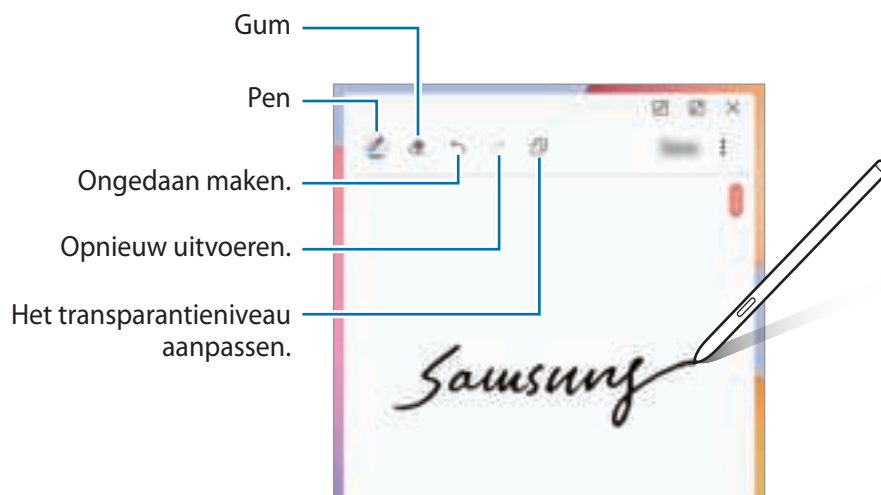 Gum
Pen
Ongedaan maken.
Opnieuw uitvoeren.
Het transparantieniveau
aanpassen.
Samsung